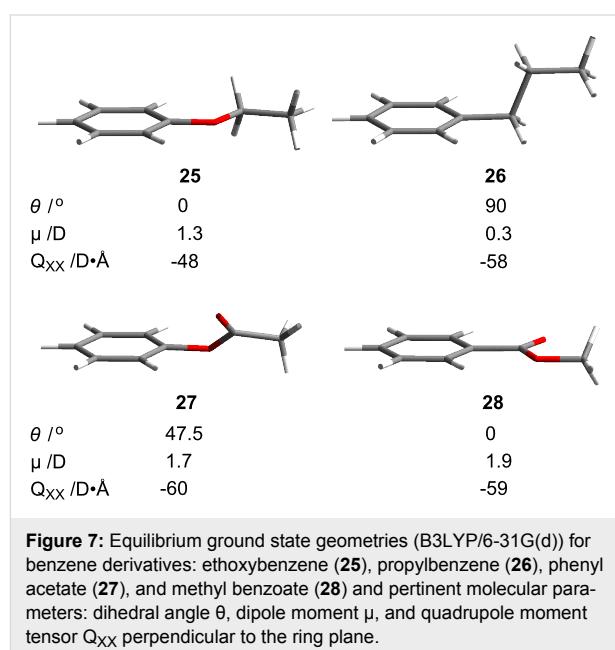 25 26
θ /º 0 90
μ /D 1.3 0.3
QXX /D•Å -48 -58
27 28
θ /º 47.5 0
μ /D 1.7 1.9
QXX /D•Å -60 -59
Figure 7: Equilibrium ground state geometries (B3LYP/6-31G(d)) for
benzene derivatives: ethoxybenzene (25), propylbenzene (26), phenyl
acetate (27), and methyl benzoate (28) and pertinent molecular para-
meters: dihedral angle θ, dipole moment μ, and quadrupole moment
tensor QXX perpendicular to the ring plane.